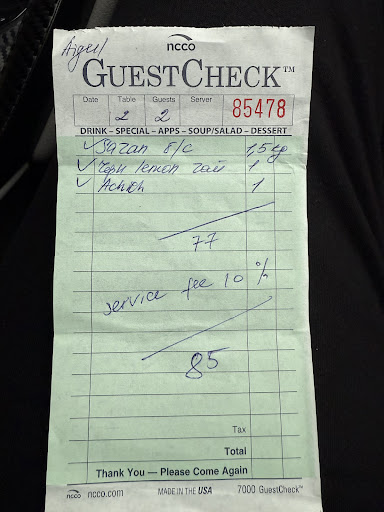 Aigul
ncco
GUESTCHECK™
Date Table Guests Server 85478
2 2
DRINK – SPECIAL – APPS – SOUP/SALAD – DESSERT
✓ Sazan F/C 1,5 kg
✓ lemon 1
✓ 1
77
service fee 10 %
85
Tax
Total
Thank You — Please Come Again
ncco ncco.com MADE IN THE USA 7000 GuestCheck™